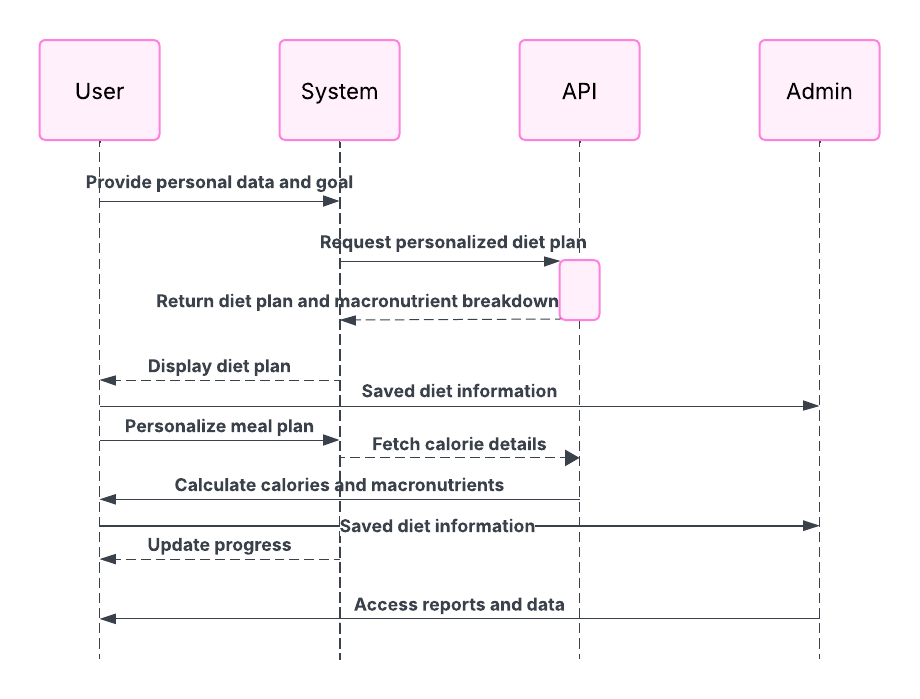 User
System
API
Admin
Provide personal data and goal
Request personalized diet plan
Return diet plan and macronutrient breakdown
Display diet plan
Saved diet information
Personalize meal plan
Fetch calorie details
Calculate calories and macronutrients
Saved diet information
Update progress
Access reports and data